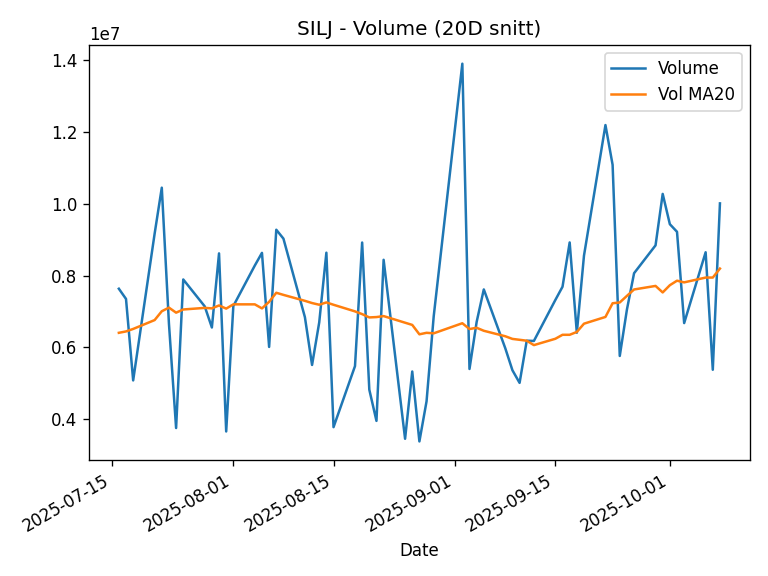 SILJ - Volume (20D snitt)
1e7
Volume
Vol MA20
1.4
1.2
1.0
0.8
0.6
0.4
2025-07-15
2025-08-01
2025-08-15
2025-09-01
2025-09-15
2025-10-01
Date